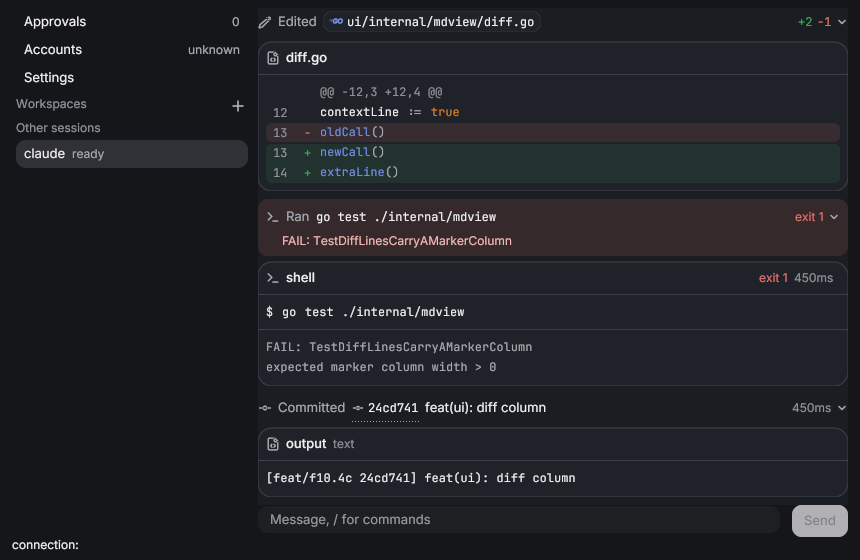 Approvals 0
Accounts unknown
Settings
Workspaces +
Other sessions
claude ready
connection:
Edited ui/internal/mdview/diff.go +2 -1
diff.go
@@ -12,3 +12,4 @@
12 contextLine := true
13 - oldCall()
13 + newCall()
14 + extraLine()
Ran go test ./internal/mdview exit 1
FAIL: TestDiffLinesCarryAMarkerColumn
shell exit 1 450ms
$ go test ./internal/mdview
FAIL: TestDiffLinesCarryAMarkerColumn
expected marker column width > 0
Committed 24cd741 feat(ui): diff column 450ms
output text
[feat/f10.4c 24cd741] feat(ui): diff column
Message, / for commands Send